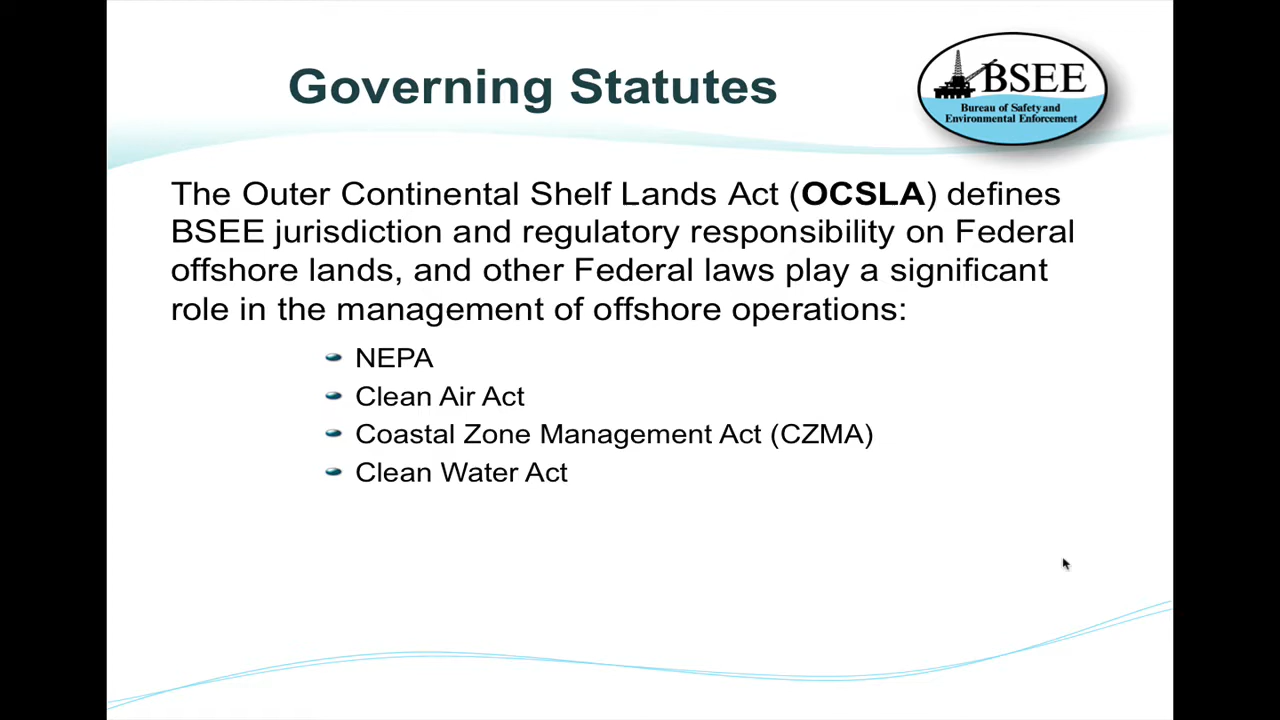 Governing Statutes
BSEE
Bureau of Safety and
Environmental Enforcement
The Outer Continental Shelf Lands Act (OCSLA) defines
BSEE jurisdiction and regulatory responsibility on Federal
offshore lands, and other Federal laws play a significant
role in the management of offshore operations:
NEPA
Clean Air Act
Coastal Zone Management Act (CZMA)
Clean Water Act